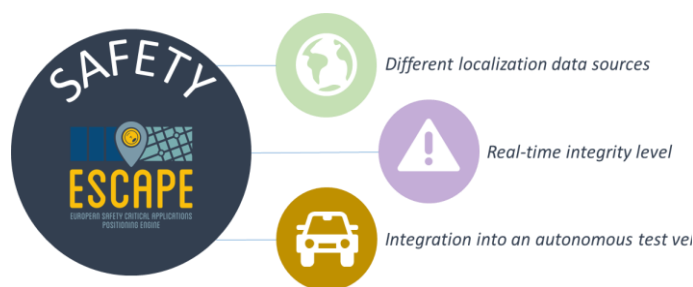 SAFETY
Different localization data sources
Real-time integrity level
ESCAPE
EUROPEAN SAFETY CRITICAL APPLICATIONS
POSITIONING ENGINE
Integration into an autonomous test